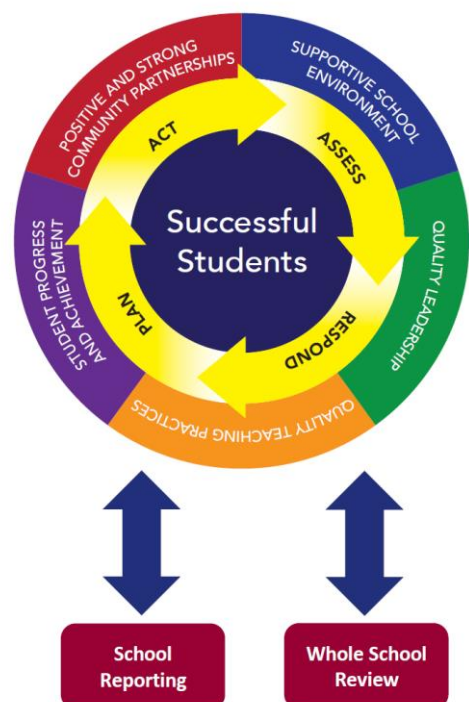 POSITIVE AND STRONG
COMMUNITY PARTNERSHIPS
SUPPORTIVE SCHOOL
ENVIRONMENT
QUALITY LEADERSHIP
QUALITY TEACHING PRACTICES
STUDENT PROGRESS
AND ACHIEVEMENT
ACT
ASSESS
RESPOND
PLAN
Successful
Students
School
Reporting
Whole School
Review